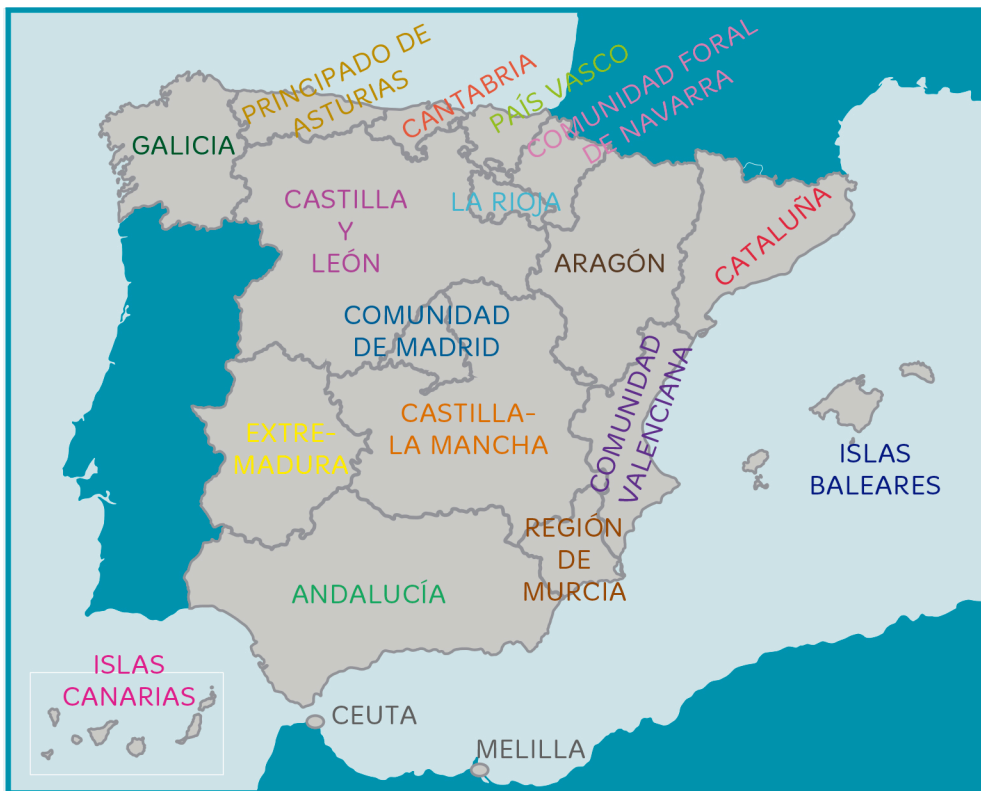 PRINCIPADO DE
ASTURIAS
CANTABRIA
PAÍS VASCO
COMUNIDAD FORAL
DE NAVARRA
GALICIA
CASTILLA
Y
LEÓN
LA RIOJA
ARAGÓN
CATALUÑA
COMUNIDAD
DE MADRID
EXTRE-
MADURA
CASTILLA-
LA MANCHA
COMUNIDAD
VALENCIANA
ISLAS
BALEARES
REGIÓN
DE
MURCIA
ANDALUCÍA
ISLAS
CANARIAS
CEUTA
MELILLA